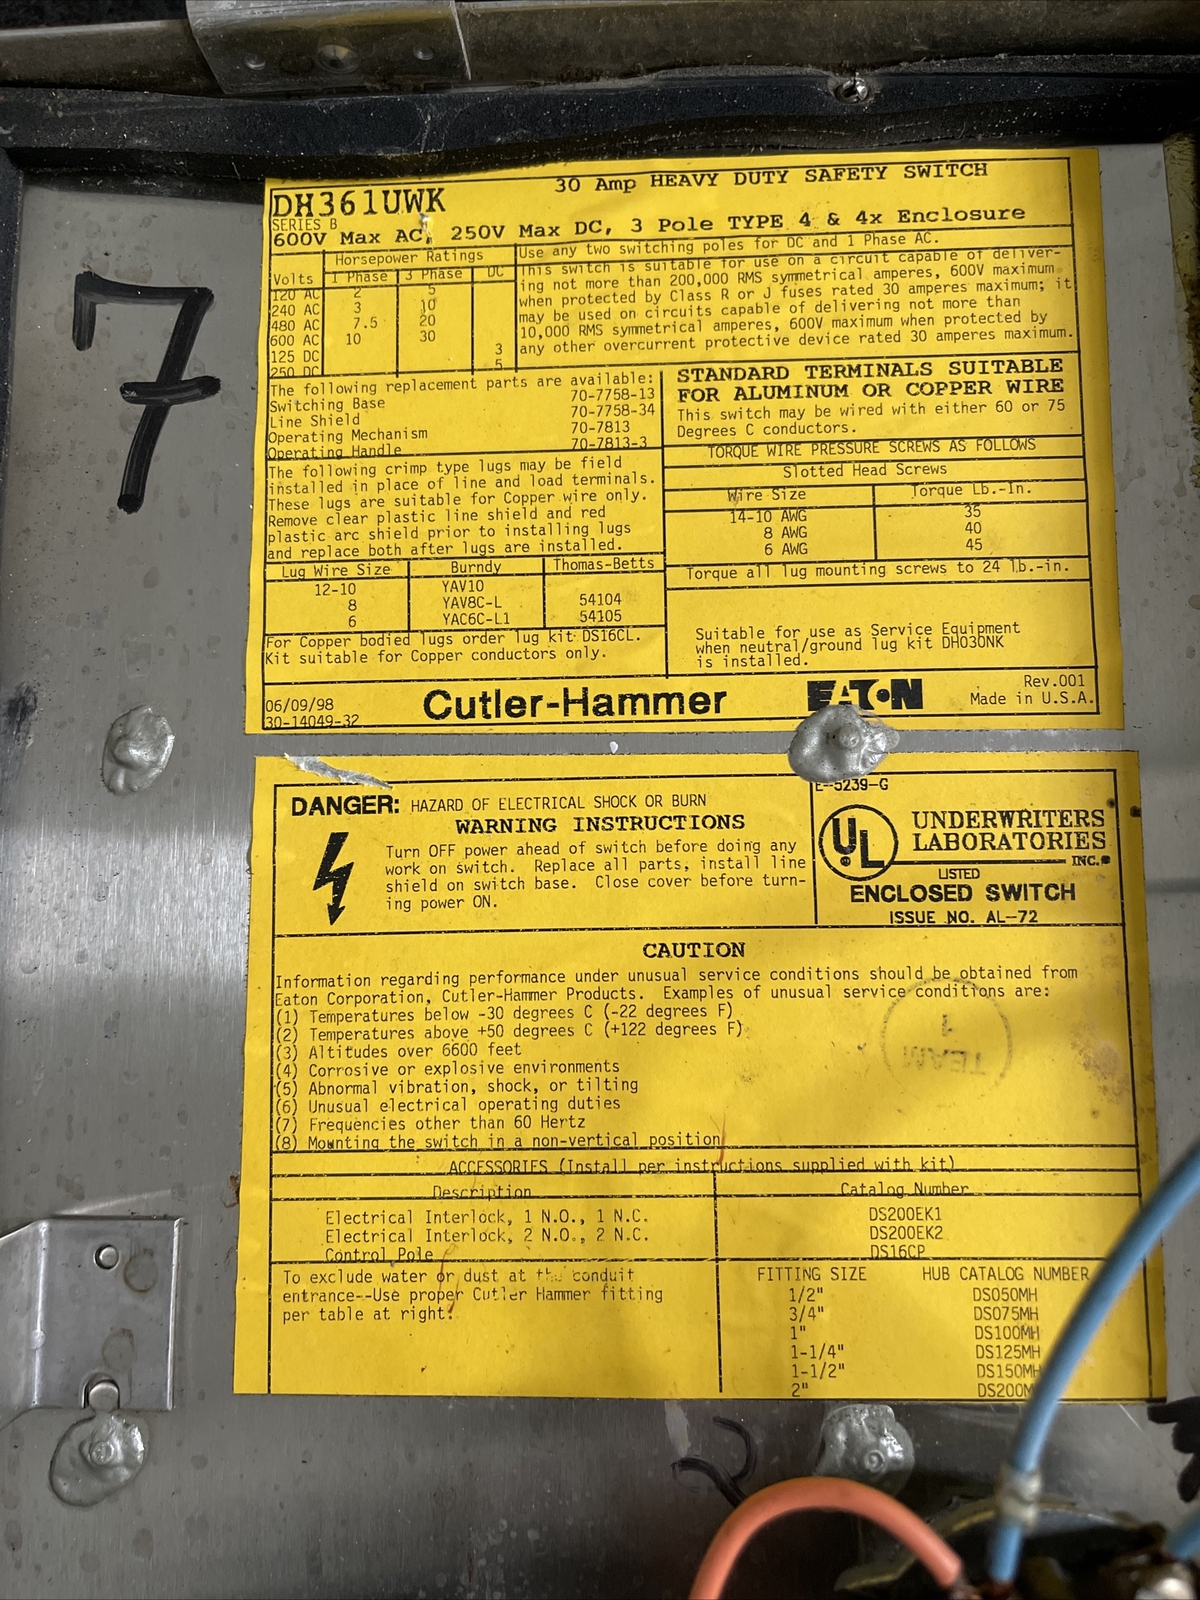 7
DH361UWK
30 Amp HEAVY DUTY SAFETY SWITCH
SERIES B
600V Max AC, 250V Max DC, 3 Pole TYPE 4 & 4x Enclosure
Horsepower Ratings
Volts 1 Phase 3 Phase DC
120 AC 2 5
240 AC 3 10
480 AC 7.5 20
600 AC 10 30
125 DC 3
250 DC 5
Use any two switching poles for DC and 1 Phase AC.
This switch is suitable for use on a circuit capable of deliver-
ing not more than 200,000 RMS symmetrical amperes, 600V maximum
when protected by Class R or J fuses rated 30 amperes maximum; it
may be used on circuits capable of delivering not more than
10,000 RMS symmetrical amperes, 600V maximum when protected by
any other overcurrent protective device rated 30 amperes maximum.
The following replacement parts are available:
Switching Base 70-7758-13
Line Shield 70-7758-34
Operating Mechanism 70-7813
Operating Handle 70-7813-3
The following crimp type lugs may be field
installed in place of line and load terminals.
These lugs are suitable for Copper wire only.
Remove clear plastic line shield and red
plastic arc shield prior to installing lugs
and replace both after lugs are installed.
Lug Wire Size Burndy Thomas-Betts
12-10 YAV10
8 YAV8C-L 54104
6 YAC6C-L1 54105
For Copper bodied lugs order lug kit DS16CL.
Kit suitable for Copper conductors only.
STANDARD TERMINALS SUITABLE
FOR ALUMINUM OR COPPER WIRE
This switch may be wired with either 60 or 75
Degrees C conductors.
TORQUE WIRE PRESSURE SCREWS AS FOLLOWS
Slotted Head Screws
Wire Size Torque Lb.-In.
14-10 AWG 35
8 AWG 40
6 AWG 45
Torque all lug mounting screws to 24 lb.-in.
Suitable for use as Service Equipment
when neutral/ground lug kit DH030NK
is installed.
06/09/98
30-14049-32
Cutler-Hammer
EATON
Rev.001
Made in U.S.A.
DANGER: HAZARD OF ELECTRICAL SHOCK OR BURN
WARNING INSTRUCTIONS
Turn OFF power ahead of switch before doing any
work on switch. Replace all parts, install line
shield on switch base. Close cover before turn-
ing power ON.
E-5239-G
UL
UNDERWRITERS
LABORATORIES
INC.®
LISTED
ENCLOSED SWITCH
ISSUE NO. AL-72
CAUTION
Information regarding performance under unusual service conditions should be obtained from
Eaton Corporation, Cutler-Hammer Products. Examples of unusual service conditions are:
(1) Temperatures below -30 degrees C (-22 degrees F)
(2) Temperatures above +50 degrees C (+122 degrees F)
(3) Altitudes over 6600 feet
(4) Corrosive or explosive environments
(5) Abnormal vibration, shock, or tilting
(6) Unusual electrical operating duties
(7) Frequencies other than 60 Hertz
(8) Mounting the switch in a non-vertical position
TEAM
1
ACCESSORIES (Install per instructions supplied with kit)
Description Catalog Number
Electrical Interlock, 1 N.O., 1 N.C. DS200EK1
Electrical Interlock, 2 N.O., 2 N.C. DS200EK2
Control Pole DS16CP
To exclude water or dust at the conduit
entrance--Use proper Cutler Hammer fitting
per table at right.
FITTING SIZE HUB CATALOG NUMBER
1/2" DS050MH
3/4" DS075MH
1" DS100MH
1-1/4" DS125MH
1-1/2" DS150MH
2" DS200M